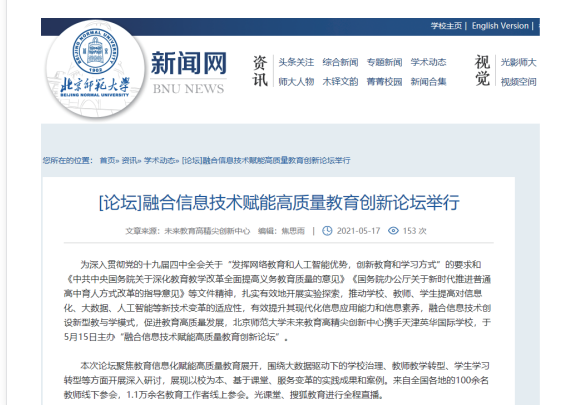 学校主页 | English Version |
BEIJING NORMAL UNIVERSITY
1902
北京师范大学
BEIJING NORMAL UNIVERSITY
新闻网
BNU NEWS
资讯
头条关注 综合新闻 专题新闻 学术动态
师大人物 木铎文韵 菁菁校园 新闻合集
视觉
光影师大
视频空间
您所在的位置: 首页» 资讯» 学术动态» [论坛]融合信息技术赋能高质量教育创新论坛举行
[论坛]融合信息技术赋能高质量教育创新论坛举行
文章来源: 未来教育高精尖创新中心 编辑: 焦思雨 | 2021-05-17 153 次
为深入贯彻党的十九届四中全会关于“发挥网络教育和人工智能优势,创新教育和学习方式”的要求和
《中共中央国务院关于深化教育教学改革全面提高义务教育质量的意见》《国务院办公厅关于新时代推进普通
高中育人方式改革的指导意见》等文件精神,扎实有效地开展实验探索,推动学校、教师、学生提高对信息
化、大数据、人工智能等新技术变革的适应性,有效提升其现代化信息应用能力和信息素养,融合信息技术创
设新型教与学模式,促进教育高质量发展,北京师范大学未来教育高精尖创新中心携手天津英华国际学校,于
5月15日主办“融合信息技术赋能高质量教育创新论坛”。
本次论坛聚焦教育信息化赋能高质量教育展开,围绕大数据驱动下的学校治理、教师教学转型、学生学习
转型等方面开展深入研讨,展现以校为本、基于课堂、服务变革的实践成果和案例。来自全国各地的100余名
教师线下参会,1.1万余名教育工作者线上参会。光课堂、搜狐教育进行全程直播。